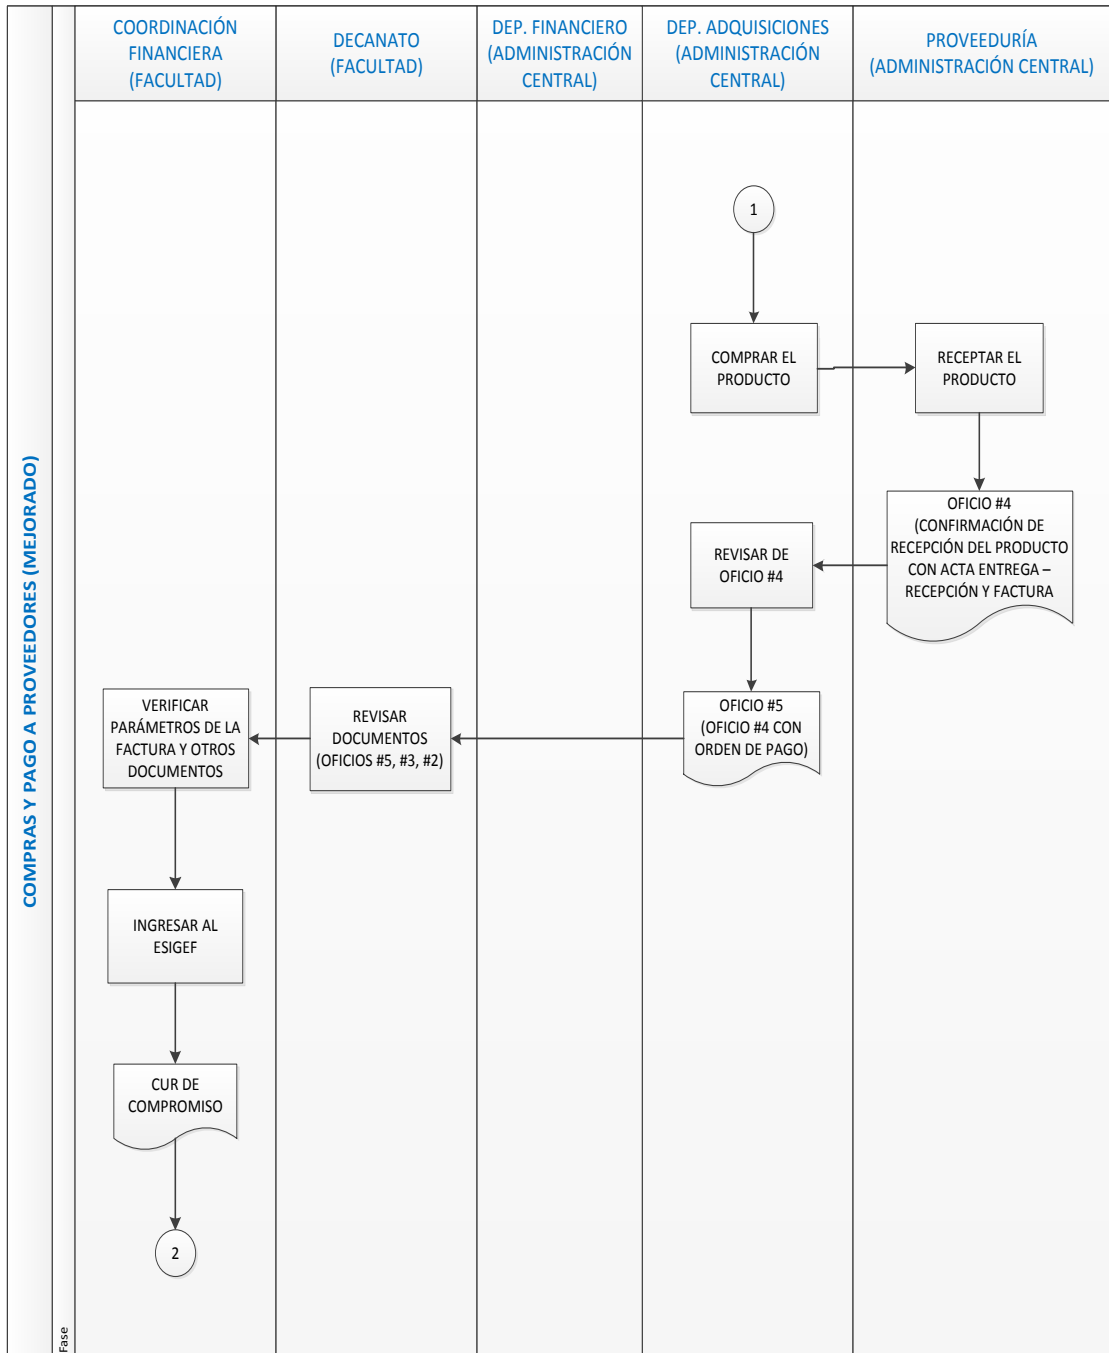 COORDINACIÓN
FINANCIERA
(FACULTAD)
DECANATO
(FACULTAD)
DEP. FINANCIERO
(ADMINISTRACIÓN
CENTRAL)
DEP. ADQUISICIONES
(ADMINISTRACIÓN
CENTRAL)
PROVEEDURÍA
(ADMINISTRACIÓN CENTRAL)
COMPRAS Y PAGO A PROVEEDORES (MEJORADO)
Fase
1
COMPRAR EL
PRODUCTO
RECEPTAR EL
PRODUCTO
OFICIO #4
(CONFIRMACIÓN DE
RECEPCIÓN DEL PRODUCTO
CON ACTA ENTREGA –
RECEPCIÓN Y FACTURA
REVISAR DE
OFICIO #4
OFICIO #5
(OFICIO #4 CON
ORDEN DE PAGO)
REVISAR
DOCUMENTOS
(OFICIOS #5, #3, #2)
VERIFICAR
PARÁMETROS DE LA
FACTURA Y OTROS
DOCUMENTOS
INGRESAR AL
ESIGEF
CUR DE
COMPROMISO
2